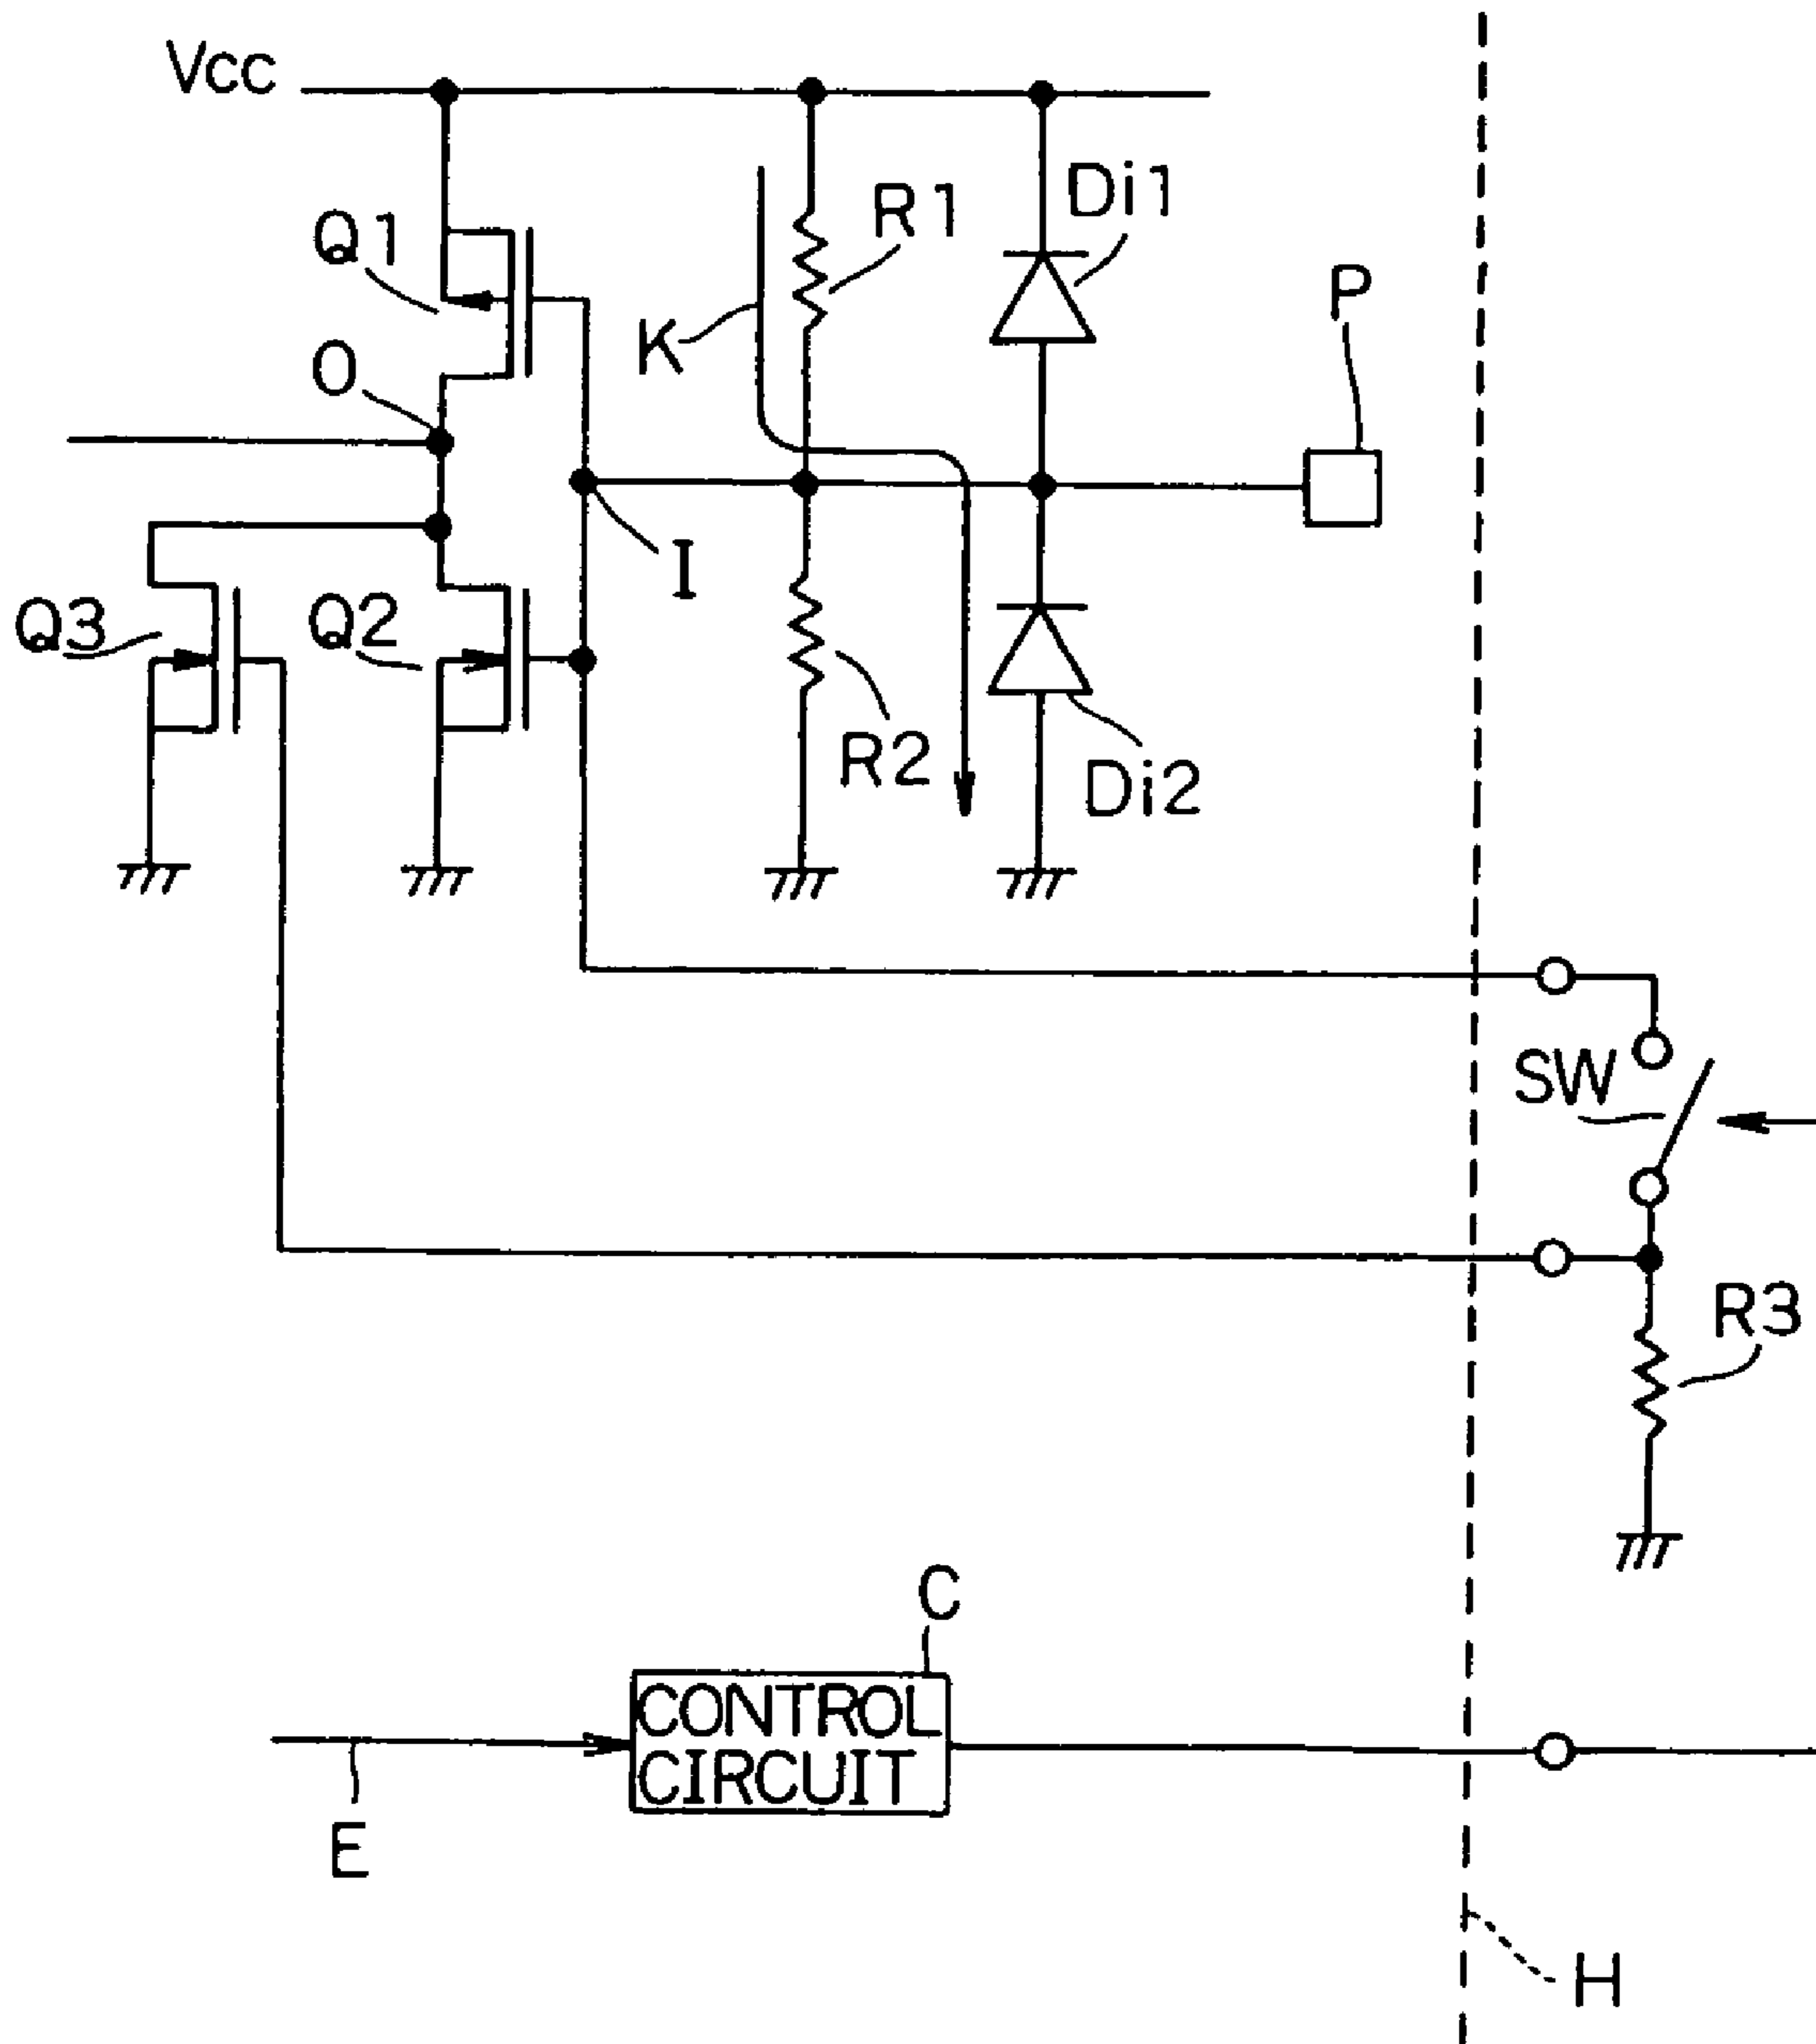 Vcc
Di1
R1
Q1
P
K
O
I
Q3
Q2
R2
Di2
SW
R3
C
CONTROL
CIRCUIT
E
H